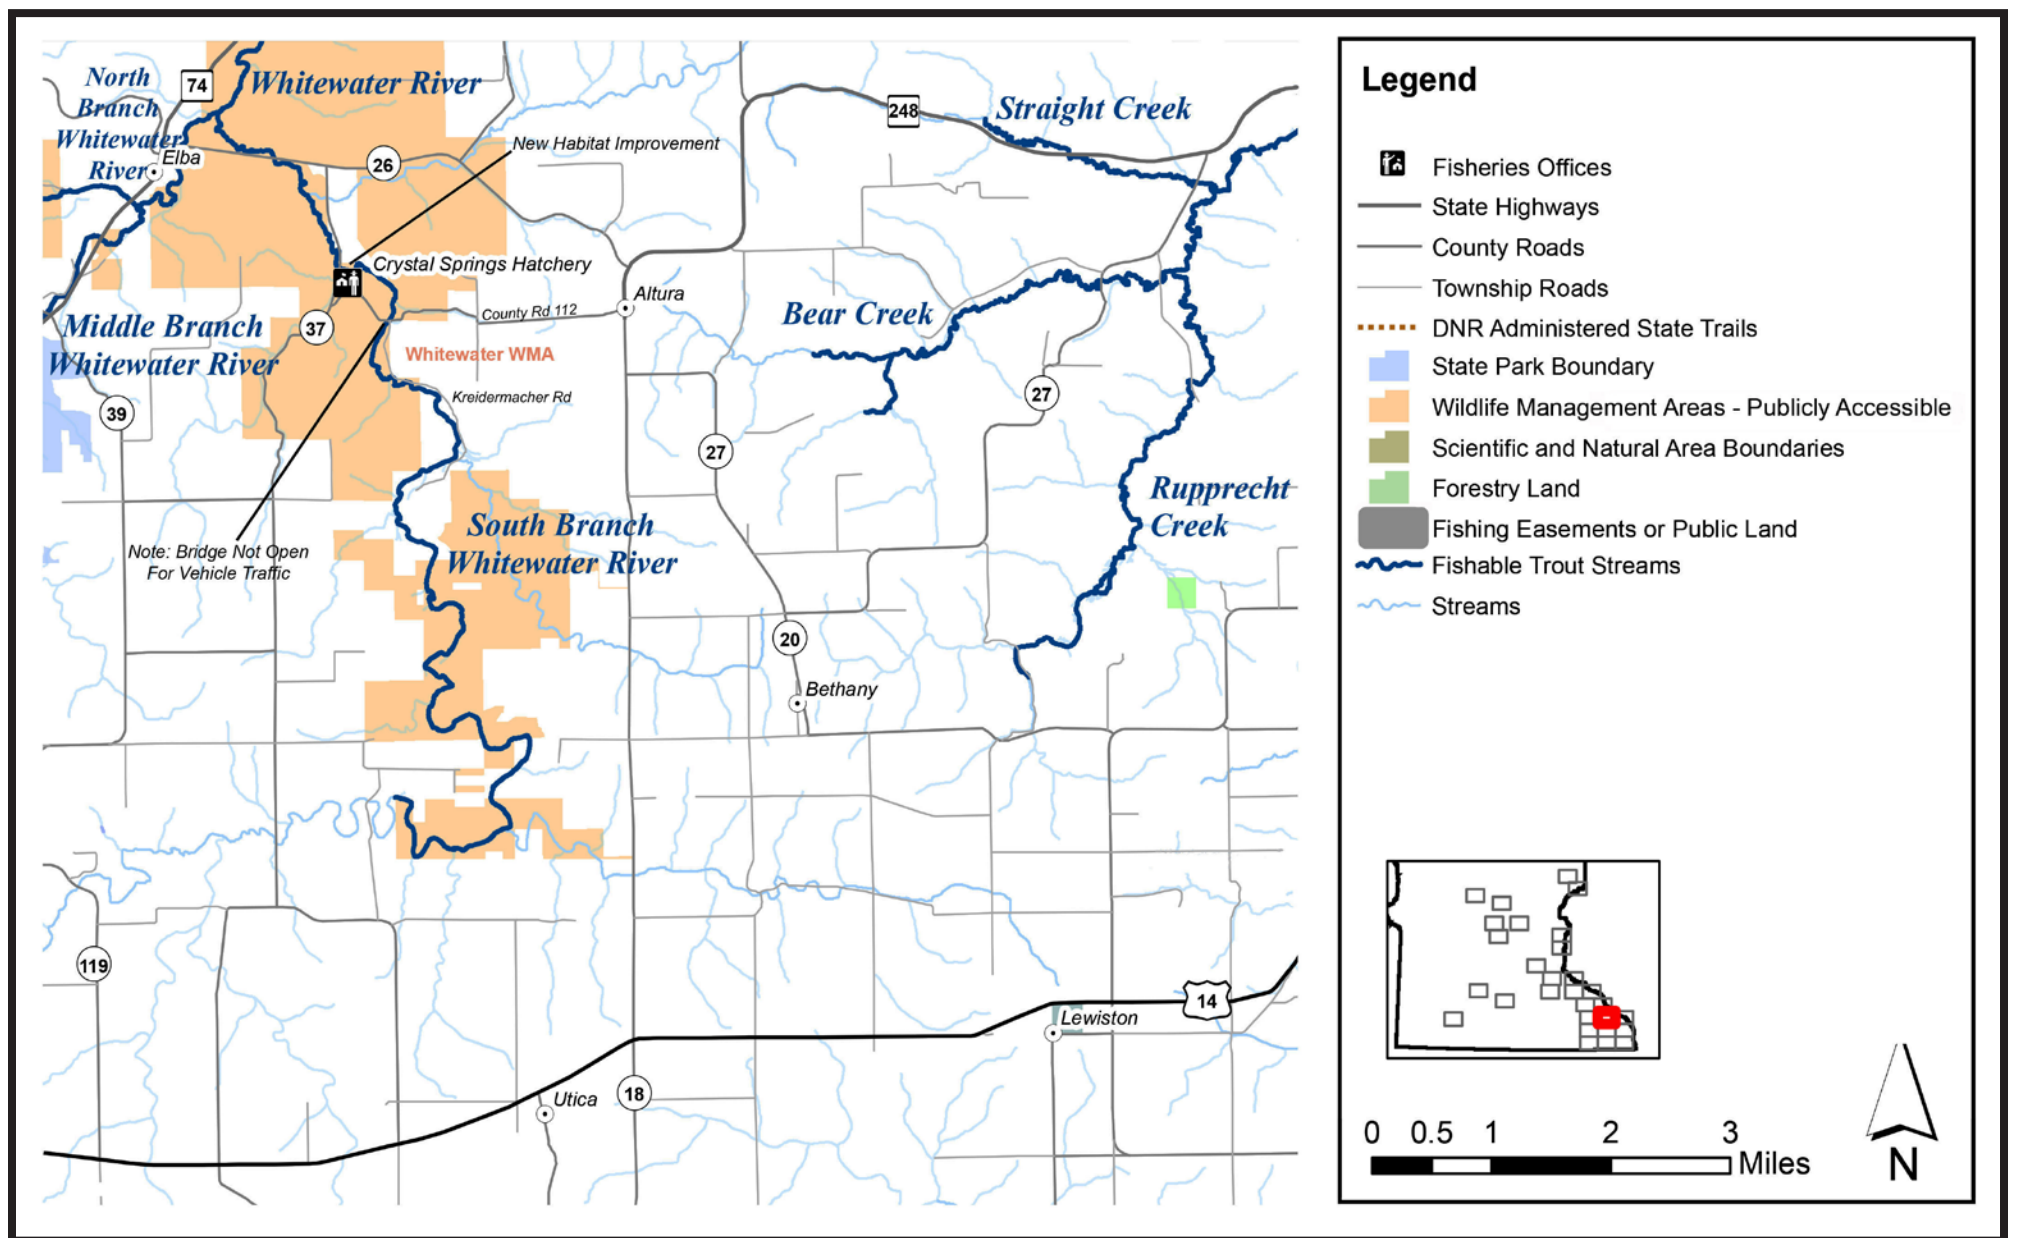 North
Branch
Whitewater
River
74
Whitewater River
Elba
26
New Habitat Improvement
248
Straight Creek
Crystal Springs Hatchery
Altura
County Rd 112
37
Middle Branch
Whitewater River
Whitewater WMA
Bear Creek
Kreidermacher Rd
39
27
27
Rupprecht
Creek
South Branch
Whitewater River
Note: Bridge Not Open
For Vehicle Traffic
20
Bethany
119
14
Lewiston
Utica
18
Legend
Fisheries Offices
State Highways
County Roads
Township Roads
DNR Administered State Trails
State Park Boundary
Wildlife Management Areas - Publicly Accessible
Scientific and Natural Area Boundaries
Forestry Land
Fishing Easements or Public Land
Fishable Trout Streams
Streams
0 0.5 1 2 3
Miles
N